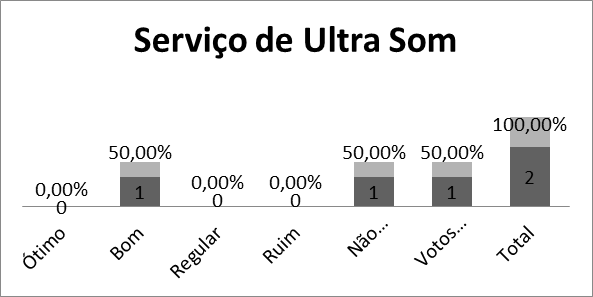 Serviço de Ultra Som
0,00% 50,00% 0,00% 0,00% 50,00% 50,00% 100,00%
0 1 0 0 1 1 2
Ótimo Bom Regular Ruim Não... Votos... Total